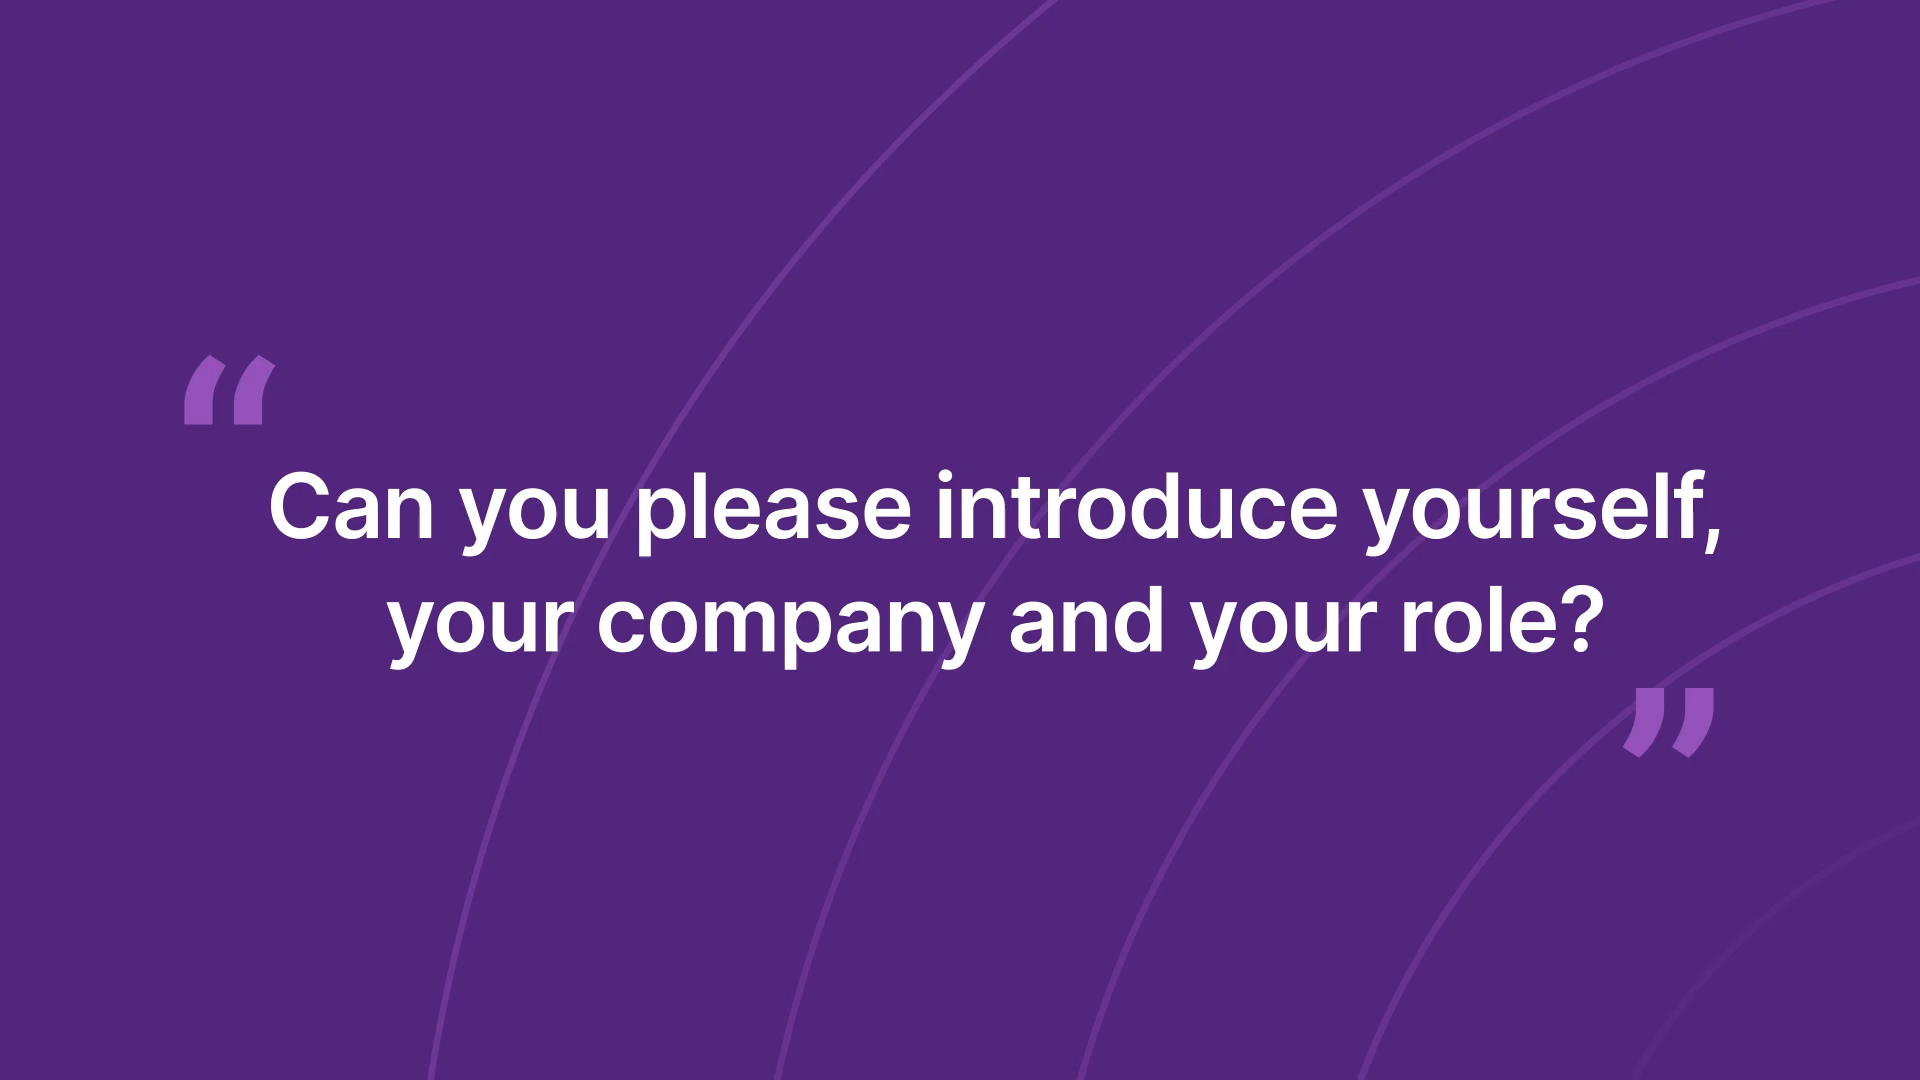 “
Can you please introduce yourself,
your company and your role?
”